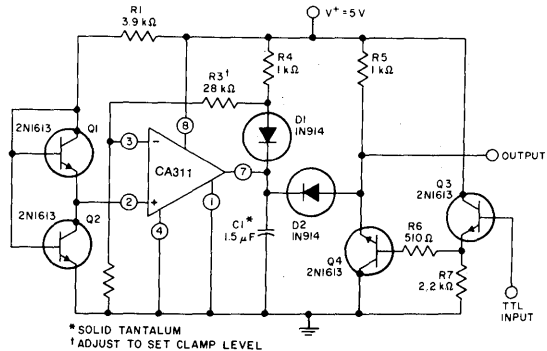 R1
3.9 kΩ
V+ = 5 V
R4
1 kΩ
R5
1 kΩ
R3†
28 kΩ
2N1613
Q1
8
D1
1N914
3
−
CA311
7
OUTPUT
2
+
1
4
2N1613
Q2
C1*
1.5 μF
D2
1N914
Q3
2N1613
R6
510 Ω
Q4
2N1613
R7
2.2 kΩ
TTL
INPUT
* SOLID TANTALUM
† ADJUST TO SET CLAMP LEVEL